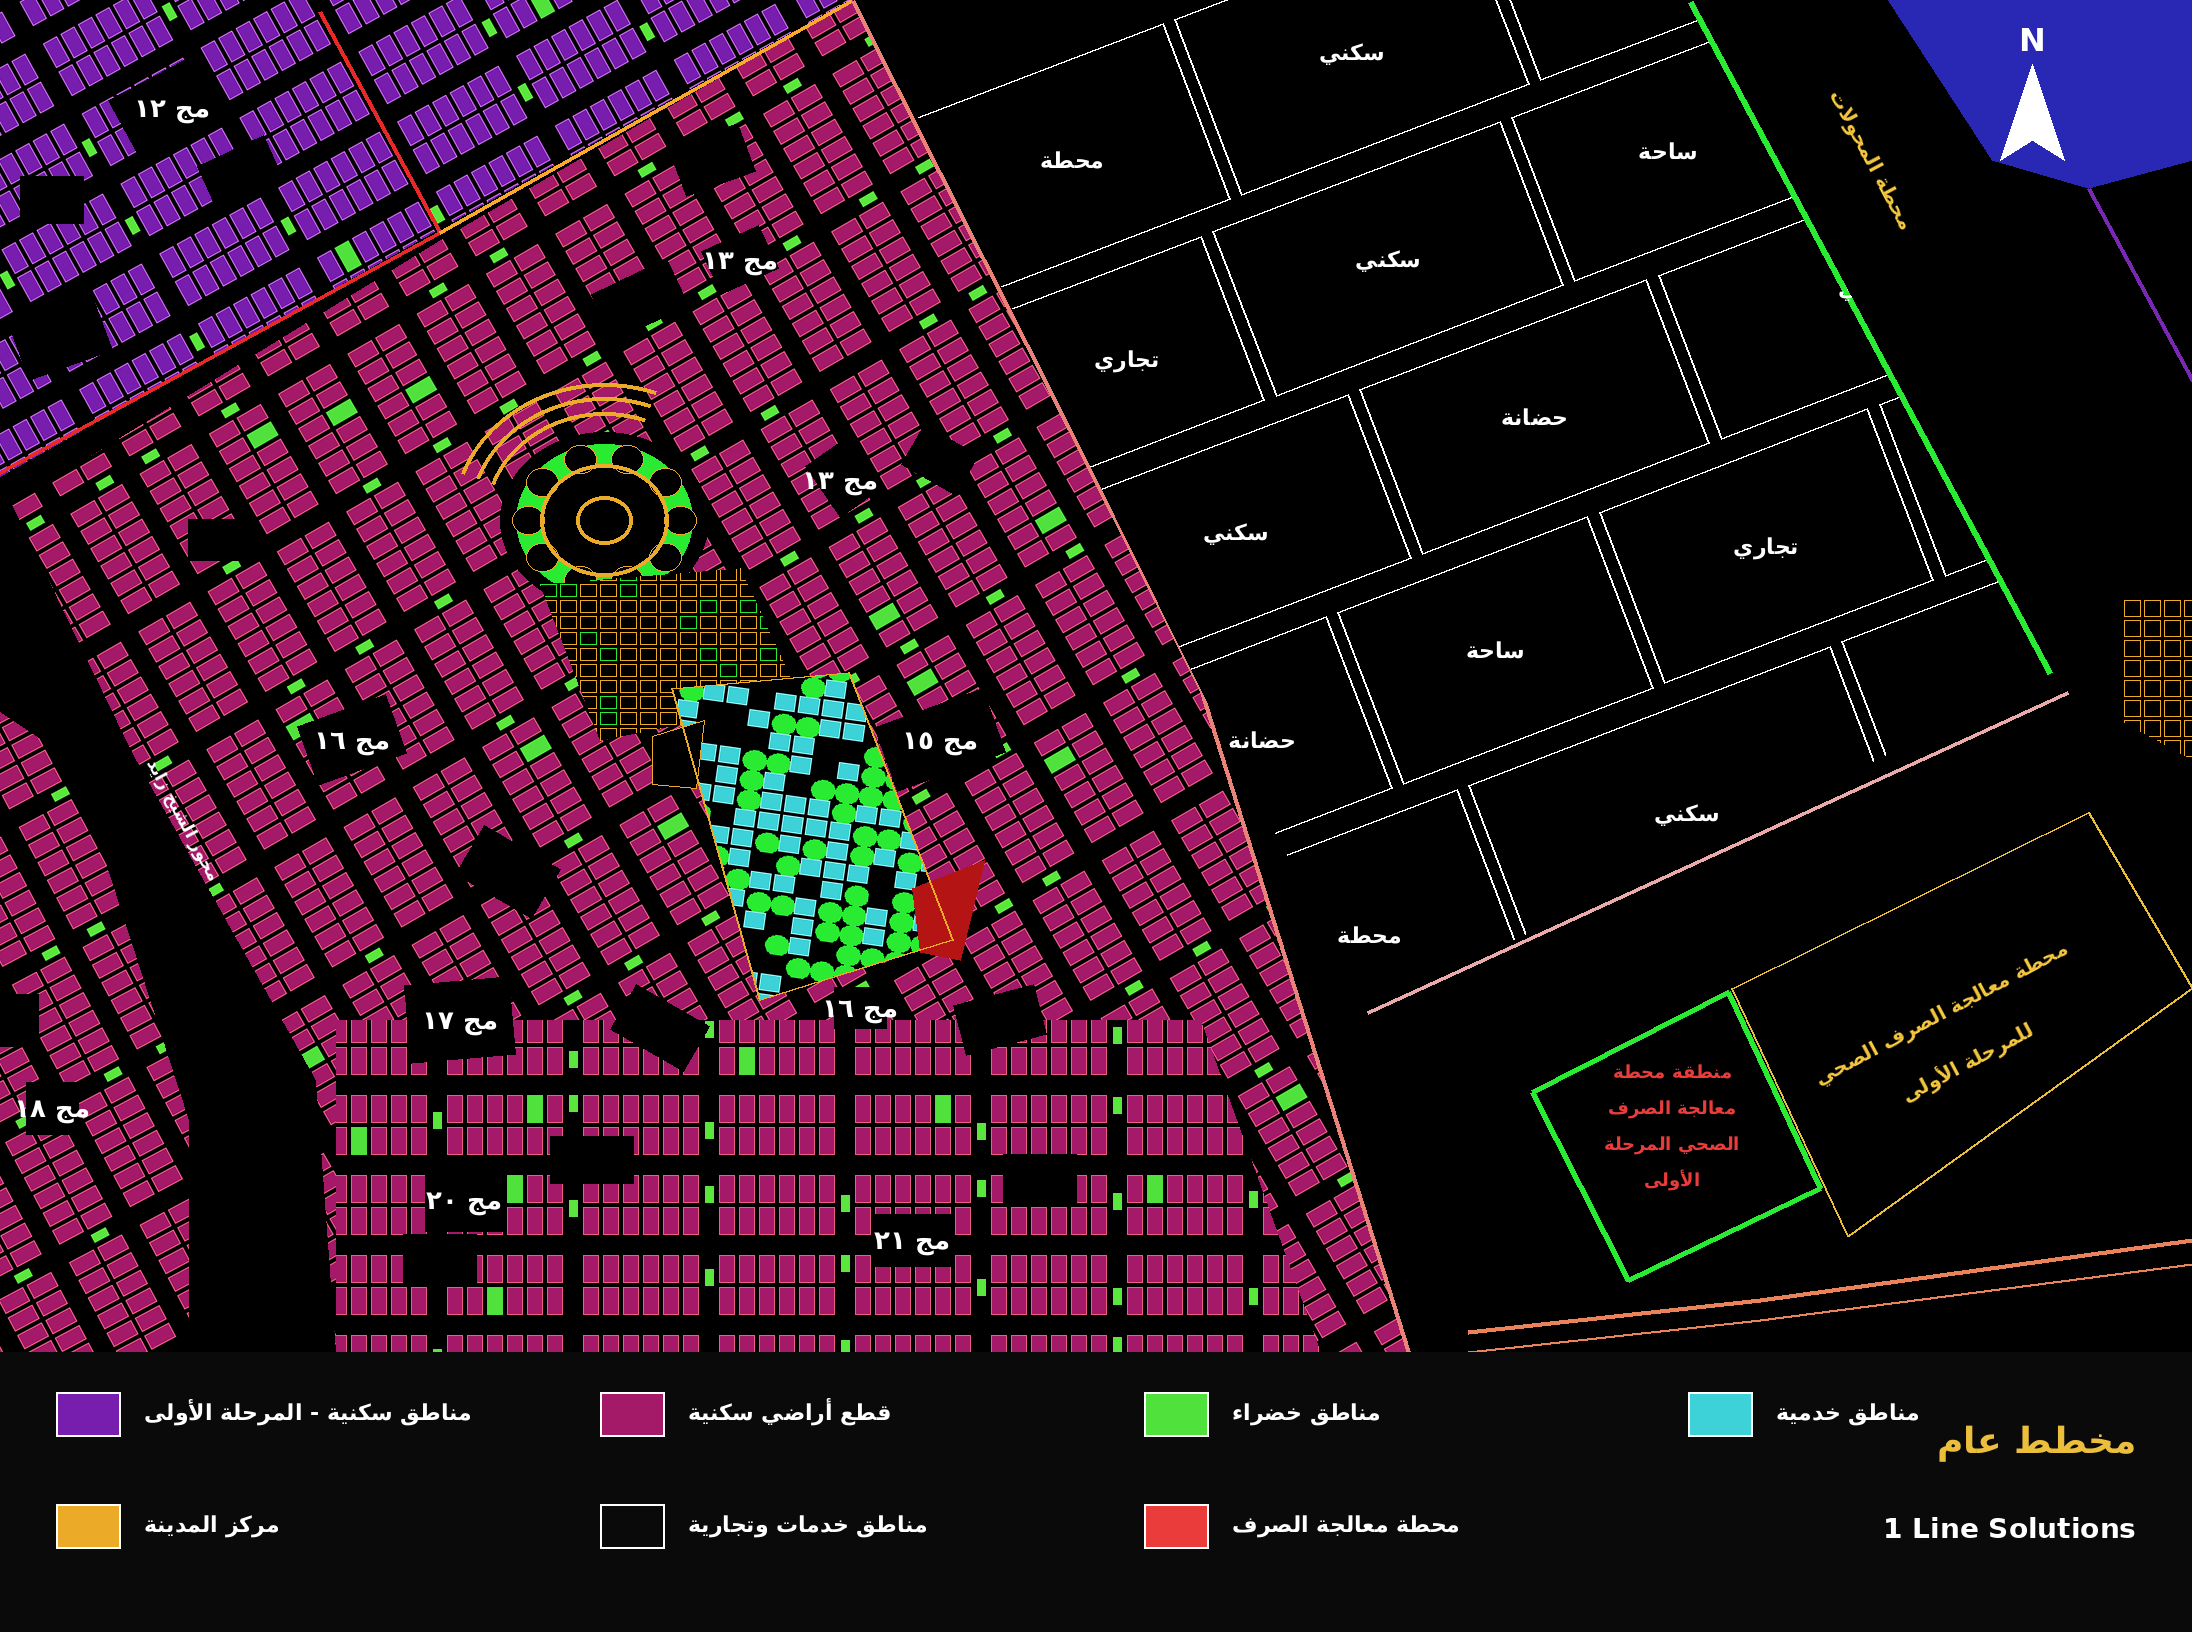 N
سكني
محطة المحولات
مج ١٢
ساحة
محطة
مج ١٣
سكني
تجاري
حضانة
مج ١٣
سكني
تجاري
ساحة
مج ١٦
مج ١٥
حضانة
محور الشيخ زايد
سكني
محطة
محطة معالجة الصرف الصحي
للمرحلة الأولى
مج ١٦
مج ١٧
منطقة محطة
معالجة الصرف
الصحي المرحلة
الأولى
مج ١٨
مج ٢٠
مج ٢١
مناطق سكنية - المرحلة الأولى
قطع أراضي سكنية
مناطق خضراء
مناطق خدمية
مخطط عام
مركز المدينة
مناطق خدمات وتجارية
محطة معالجة الصرف
1 Line Solutions